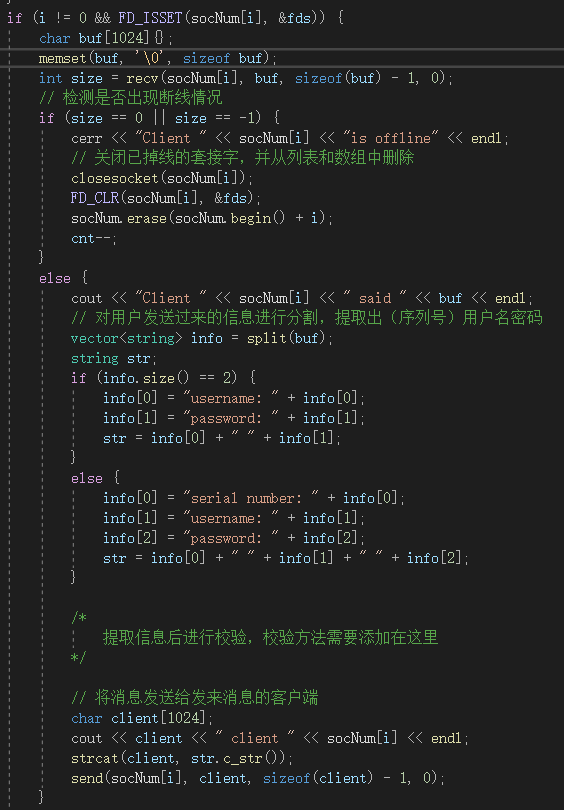 if (i != 0 && FD_ISSET(socNum[i], &fds)) {
char buf[1024]{};
memset(buf, '\0', sizeof buf);
int size = recv(socNum[i], buf, sizeof(buf) - 1, 0);
// 检测是否出现断线情况
if (size == 0 || size == -1) {
cerr << "Client " << socNum[i] << "is offline" << endl;
// 关闭已掉线的套接字，并从列表和数组中删除
closesocket(socNum[i]);
FD_CLR(socNum[i], &fds);
socNum.erase(socNum.begin() + i);
cnt--;
}
else {
cout << "Client " << socNum[i] << " said " << buf << endl;
// 对用户发送过来的信息进行分割，提取出（序列号）用户名密码
vector<string> info = split(buf);
string str;
if (info.size() == 2) {
info[0] = "username: " + info[0];
info[1] = "password: " + info[1];
str = info[0] + " " + info[1];
}
else {
info[0] = "serial number: " + info[0];
info[1] = "username: " + info[1];
info[2] = "password: " + info[2];
str = info[0] + " " + info[1] + " " + info[2];
}
/*
提取信息后进行校验，校验方法需要添加在这里
*/
// 将消息发送给发来消息的客户端
char client[1024];
cout << client << " client " << socNum[i] << endl;
strcat(client, str.c_str());
send(socNum[i], client, sizeof(client) - 1, 0);
}